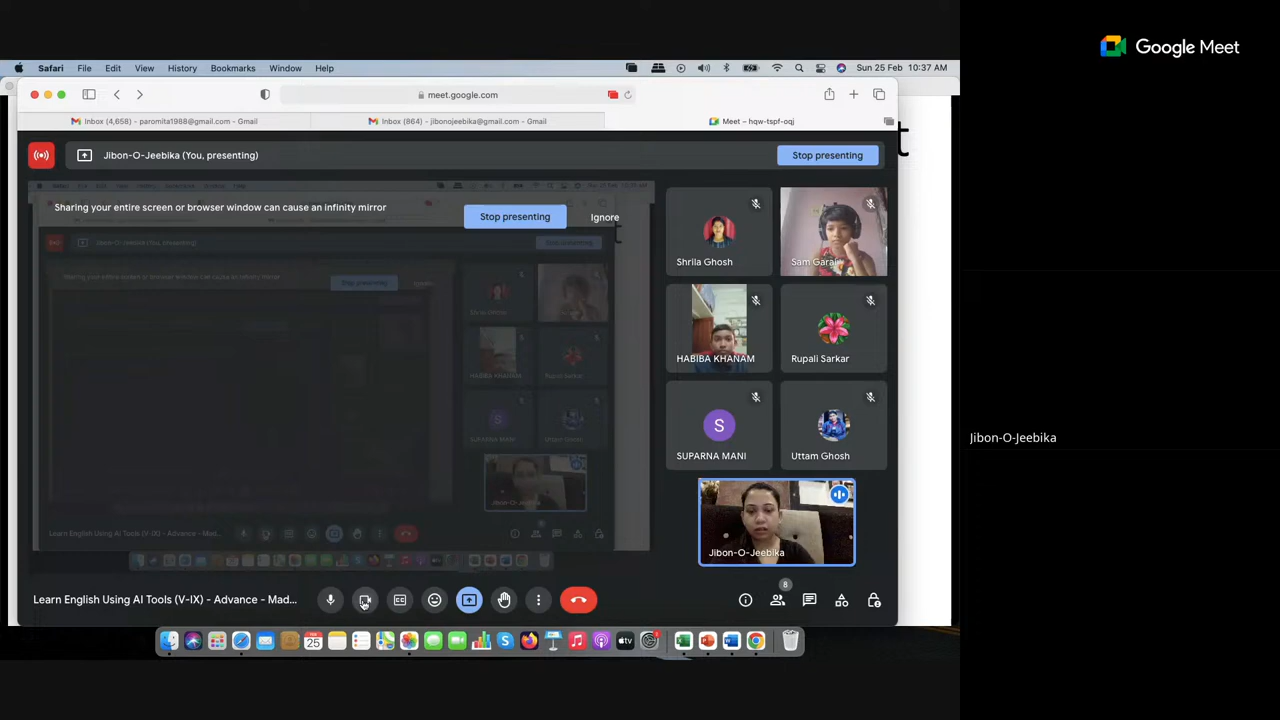 Google Meet
Safari File Edit View History Bookmarks Window Help
Sun 25 Feb 10:37 AM
meet.google.com
Inbox (4,658) - paromita1988@gmail.com - Gmail
Inbox (864) - jibonojeebika@gmail.com - Gmail
Meet – hqw-tspf-oqj
t
Jibon-O-Jeebika (You, presenting)
Stop presenting
Sharing your entire screen or browser window can cause an infinity mirror
Stop presenting
Ignore
Shrila Ghosh
Sam Garai
HABIBA KHANAM
Rupali Sarkar
S
SUPARNA MANI
Uttam Ghosh
Jibon-O-Jeebika
Jibon-O-Jeebika
8
Learn English Using AI Tools (V-IX) - Advance - Mad...
FEB
25